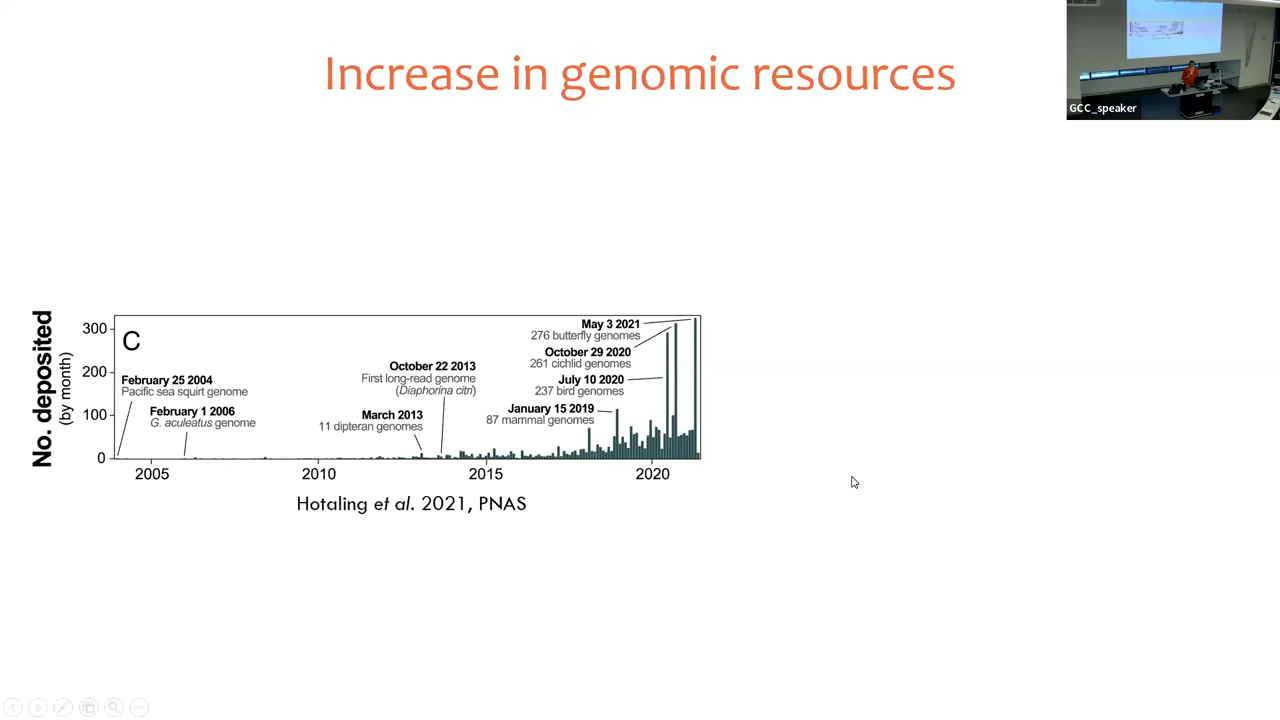 Increase in genomic resources
GCC_speaker
No. deposited
(by month)
300
200
100
0
C
February 25 2004
Pacific sea squirt genome
February 1 2006
G. aculeatus genome
October 22 2013
First long-read genome
(Diaphorina citri)
March 2013
11 dipteran genomes
May 3 2021
276 butterfly genomes
October 29 2020
261 cichlid genomes
July 10 2020
237 bird genomes
January 15 2019
87 mammal genomes
2005
2010
2015
2020
Hotaling et al. 2021, PNAS